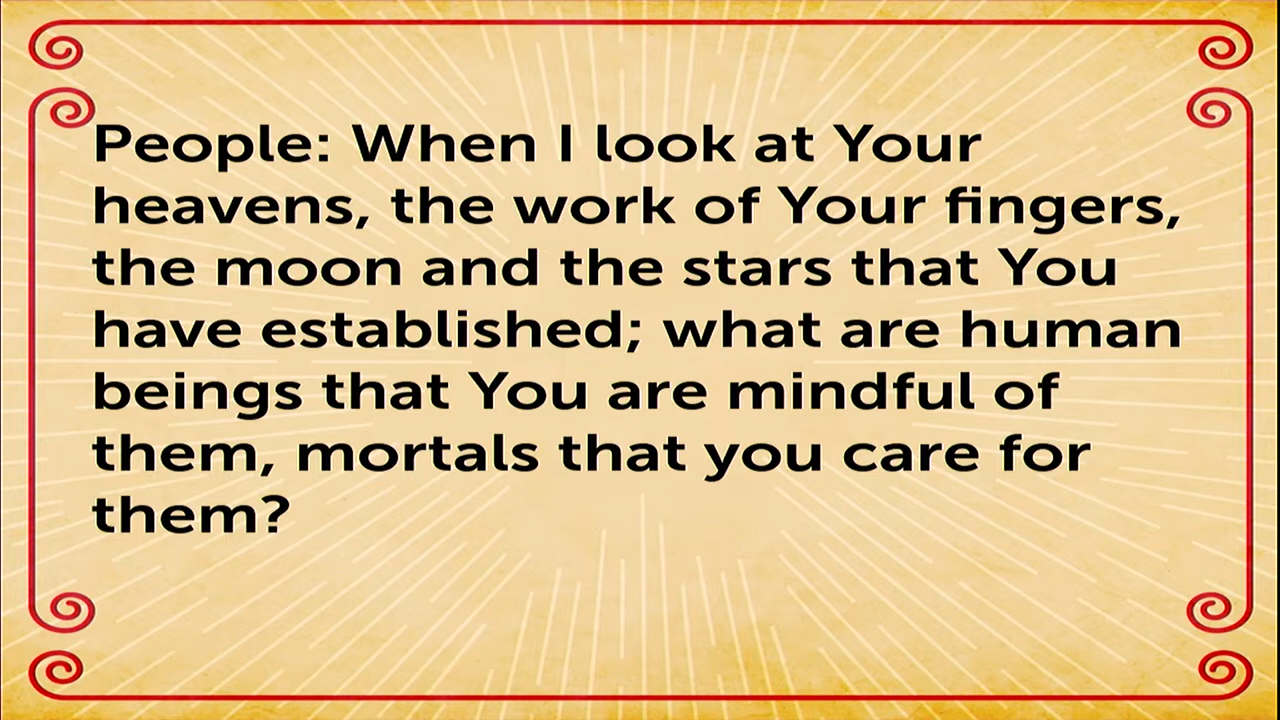 People: When I look at Your
heavens, the work of Your fingers,
the moon and the stars that You
have established; what are human
beings that You are mindful of
them, mortals that you care for
them?